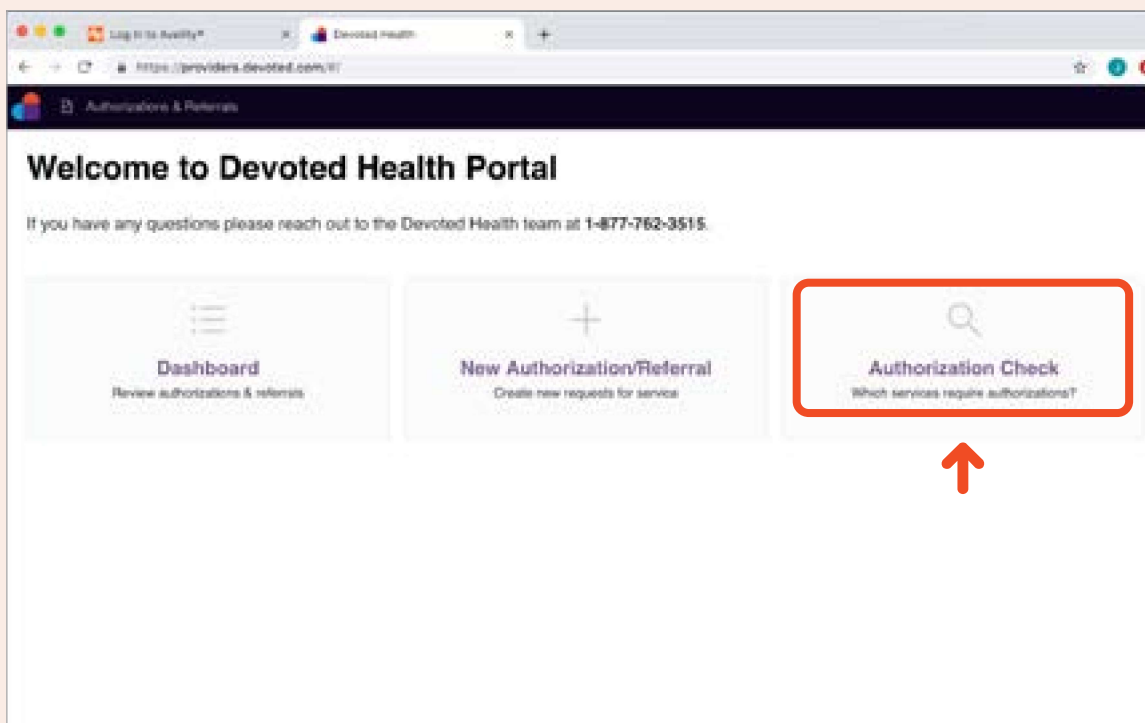 Log in to Availity®
Devoted Health
https://providers.devoted.com/#/
Authorizations & Referrals
Welcome to Devoted Health Portal
If you have any questions please reach out to the Devoted Health team at 1-877-762-3515.
Dashboard
Review authorizations & referrals
New Authorization/Referral
Create new requests for service
Authorization Check
Which services require authorizations?